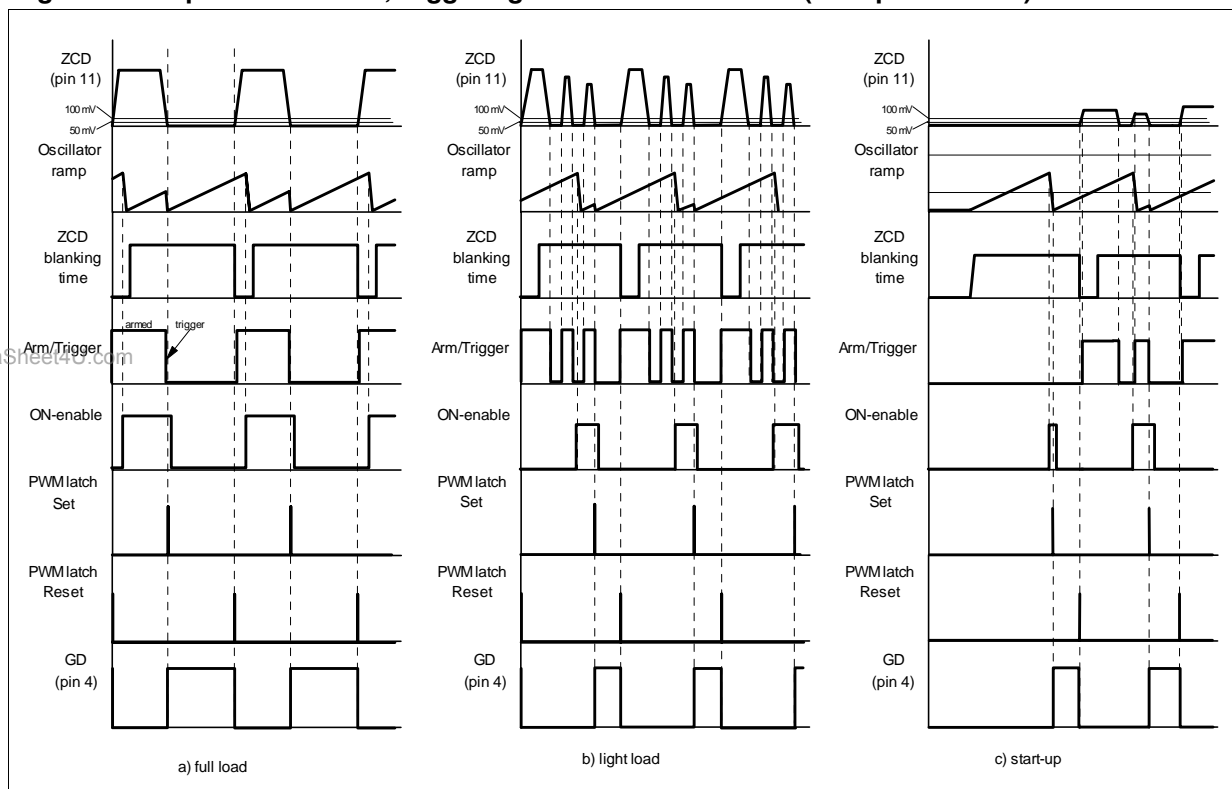 ZCD
(pin 11)
100 mV
50 mV
Oscillator
ramp
ZCD
blanking
time
armed
trigger
Arm/Trigger
aSheet4U.com
ON-enable
PWM latch
Set
PWM latch
Reset
GD
(pin 4)
a) full load
ZCD
(pin 11)
100 mV
50 mV
Oscillator
ramp
ZCD
blanking
time
Arm/Trigger
ON-enable
PWM latch
Set
PWM latch
Reset
GD
(pin 4)
b) light load
ZCD
(pin 11)
100 mV
50 mV
Oscillator
ramp
ZCD
blanking
time
Arm/Trigger
ON-enable
PWM latch
Set
PWM latch
Reset
GD
(pin 4)
c) start-up